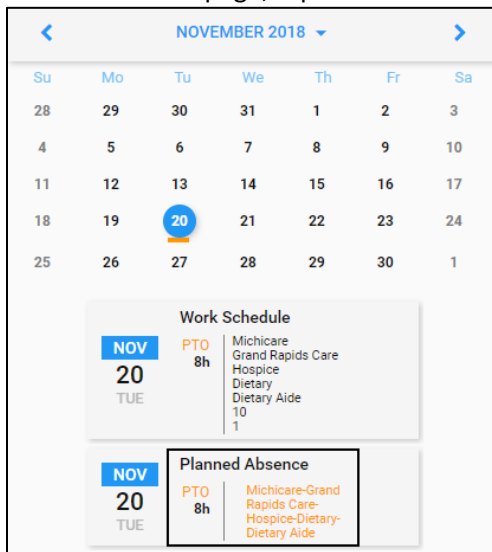 NOVEMBER 2018
Su Mo Tu We Th Fr Sa
28 29 30 31 1 2 3
4 5 6 7 8 9 10
11 12 13 14 15 16 17
18 19 20 21 22 23 24
25 26 27 28 29 30 1
Work Schedule
NOV
20
TUE
PTO
8h
Michicare
Grand Rapids Care
Hospice
Dietary
Dietary Aide
10
1
Planned Absence
NOV
20
TUE
PTO
8h
Michicare-Grand
Rapids Care-
Hospice-Dietary-
Dietary Aide